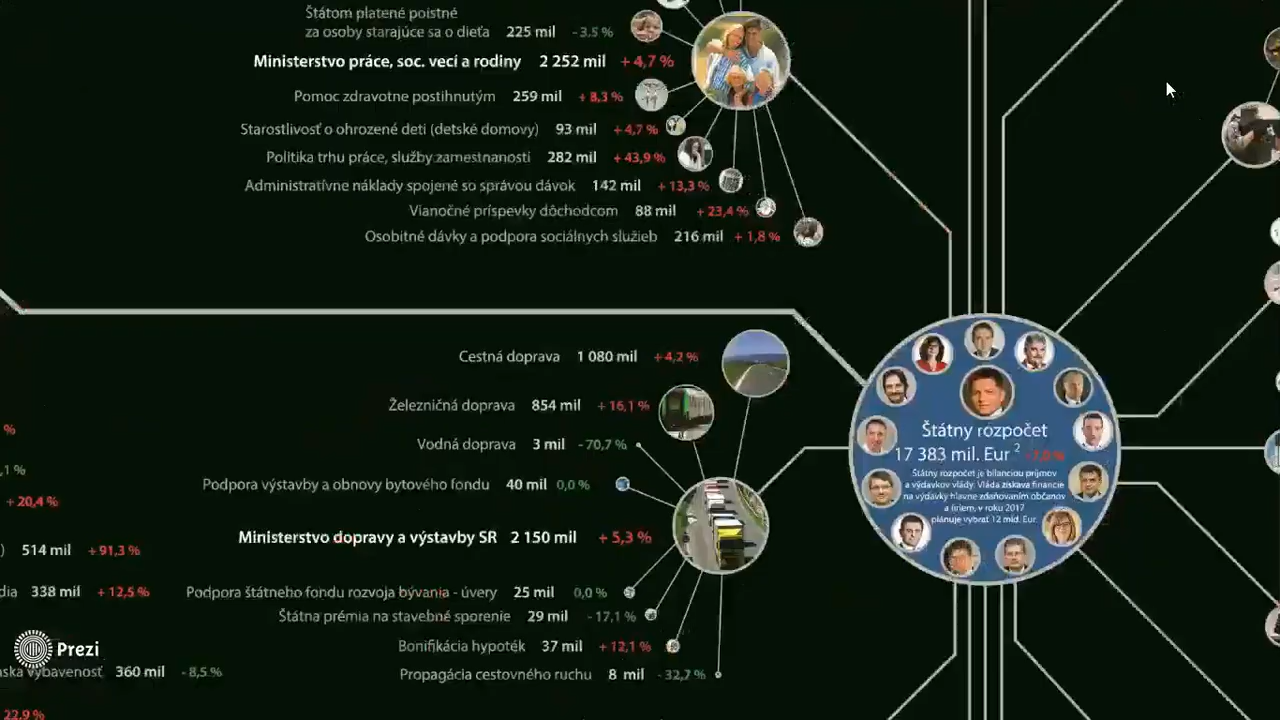 Štátom platené poistné
za osoby starajúce sa o dieťa 225 mil -3.5 %
Ministerstvo práce, soc. vecí a rodiny 2 252 mil + 4,7 %
Pomoc zdravotne postihnutým 259 mil + 8,3 %
Starostlivosť o ohrozené deti (detské domovy) 93 mil +4,7 %
Politika trhu práce, služby zamestnanosti 282 mil +43,9 %
Administratívne náklady spojené so správou dávok 142 mil + 13,3 %
Vianočné príspevky dôchodcom 88 mil + 23,4 %
Osobitné dávky a podpora sociálnych služieb 216 mil + 1,8 %
Cestná doprava 1 080 mil +4,2 %
Železničná doprava 854 mil + 16,1 %
Vodná doprava 3 mil -70,7 %
Podpora výstavby a obnovy bytového fondu 40 mil 0,0 %
Ministerstvo dopravy a výstavby SR 2 150 mil + 5,3 %
Podpora štátneho fondu rozvoja bývania - úvery 25 mil 0,0 %
Štátna prémia na stavebné sporenie 29 mil - 17,1 %
Bonifikácia hypoték 37 mil + 12,1 %
Propagácia cestovného ruchu 8 mil - 32,7 %
%
,1 %
+ 20,4 %
) 514 mil + 91,3 %
dia 338 mil + 12,5 %
Prezi
ska vybavenosť 360 mil - 8,5 %
22,9 %
Štátny rozpočet
17 383 mil. Eur 2
Štátny rozpočet je bilanciou príjmov
a výdavkov vlády. Vláda získava financie
na výdavky hlavne zdaňovaním občanov
a firiem, v roku 2017
plánuje vybrať 12 mld. Eur.